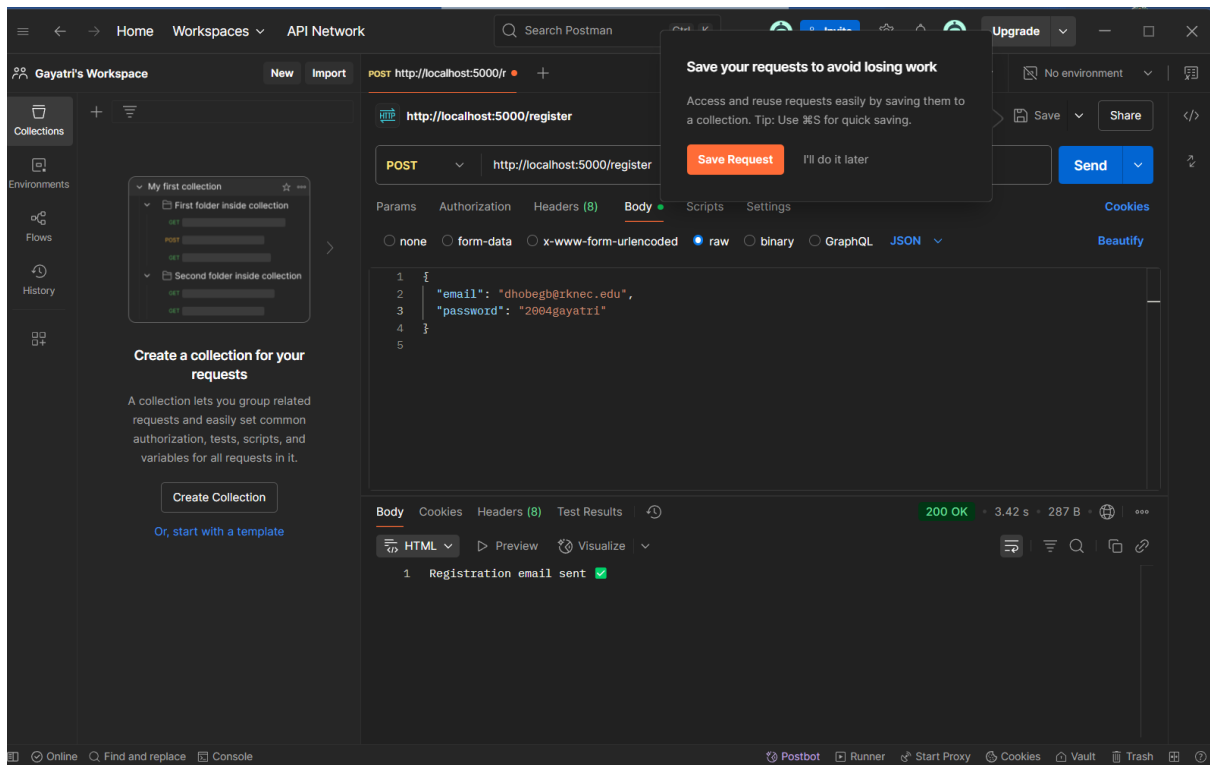 Home Workspaces API Network Search Postman Ctrl K Invite Upgrade
Gayatri's Workspace New Import POST http://localhost:5000/r No environment
Save your requests to avoid losing work
Access and reuse requests easily by saving them to
a collection. Tip: Use ⌘S for quick saving.
Save Request I'll do it later
Collections
Environments
Flows
History
My first collection
First folder inside collection
GET
POST
GET
Second folder inside collection
GET
GET
Create a collection for your
requests
A collection lets you group related
requests and easily set common
authorization, tests, scripts, and
variables for all requests in it.
Create Collection
Or, start with a template
HTTP http://localhost:5000/register Save Share
POST http://localhost:5000/register Send
Params Authorization Headers (8) Body Scripts Settings Cookies
none form-data x-www-form-urlencoded raw binary GraphQL JSON Beautify
1 {
2 "email": "dhobegb@rknec.edu",
3 "password": "2004gayatri"
4 }
5
Body Cookies Headers (8) Test Results 200 OK 3.42 s 287 B
HTML Preview Visualize
1 Registration email sent ✅
Online Find and replace Console Postbot Runner Start Proxy Cookies Vault Trash